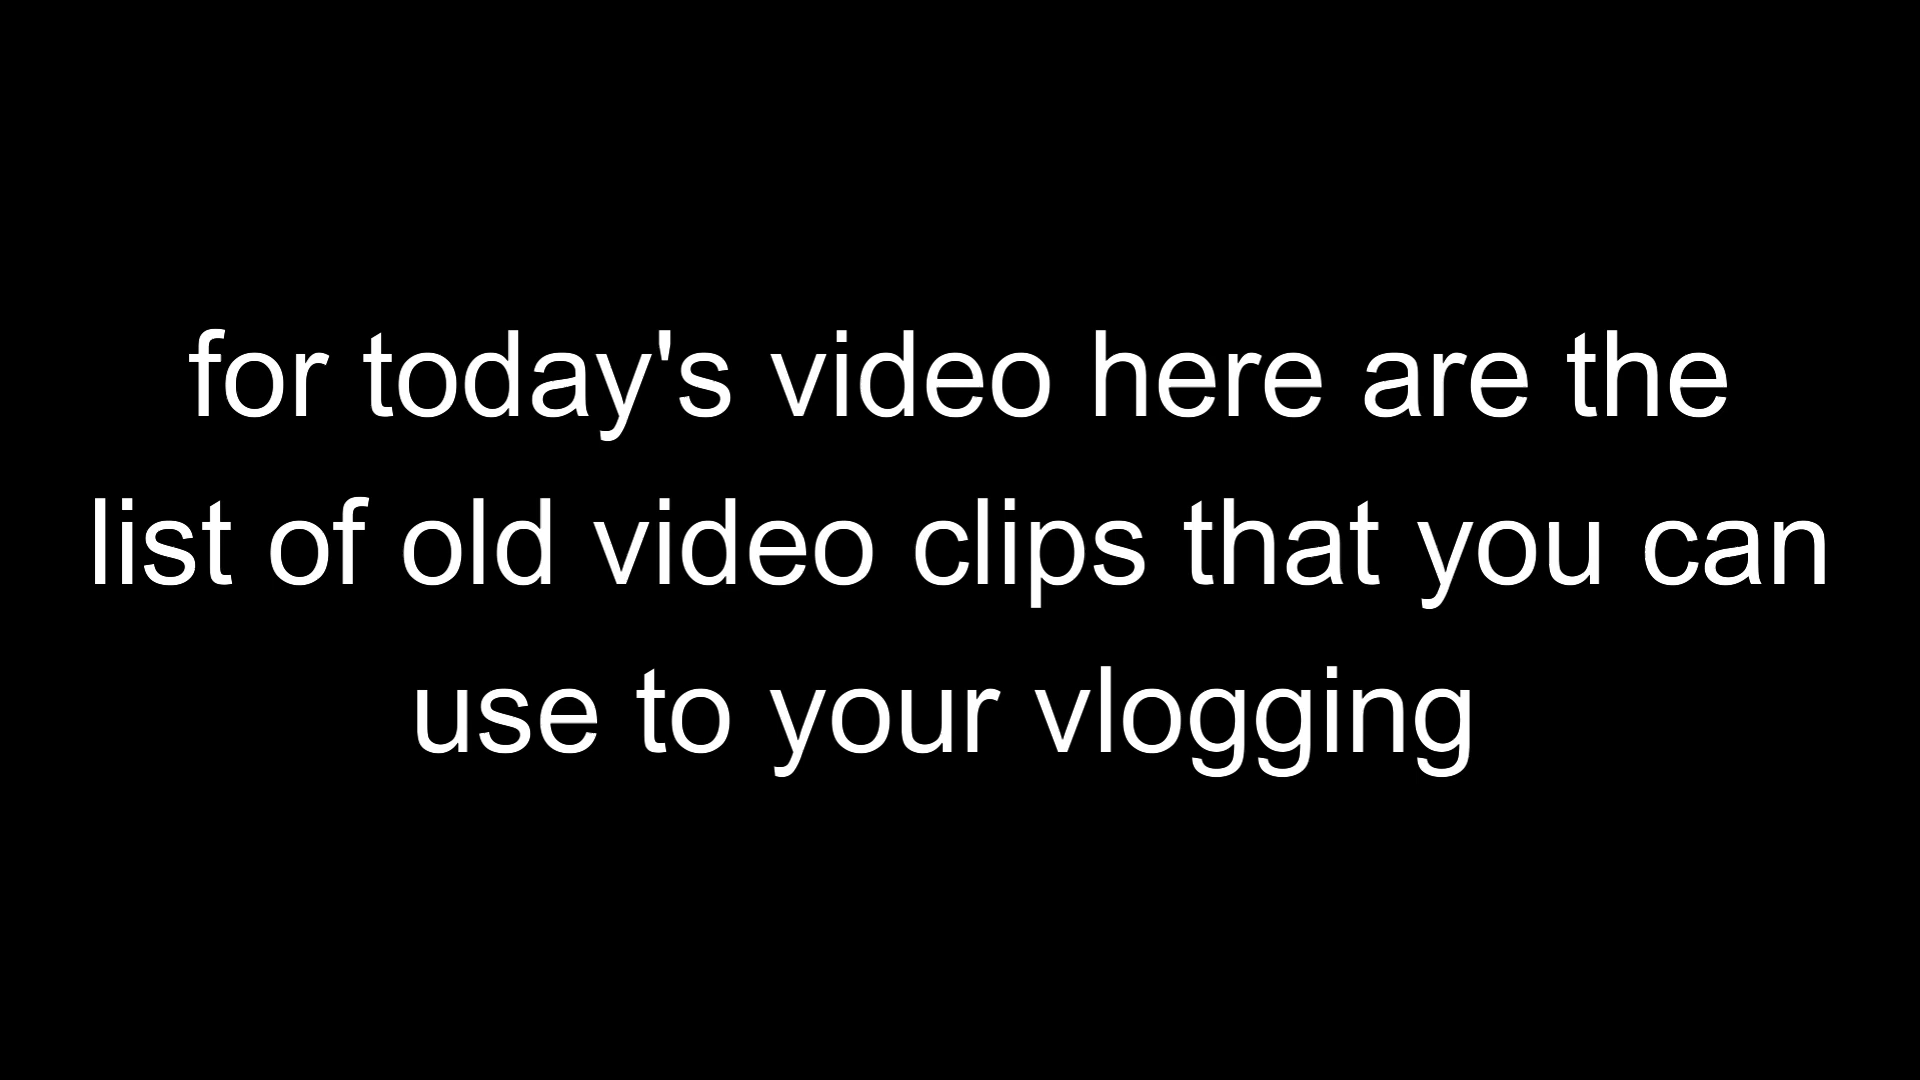 for today's video here are the
list of old video clips that you can
use to your vlogging